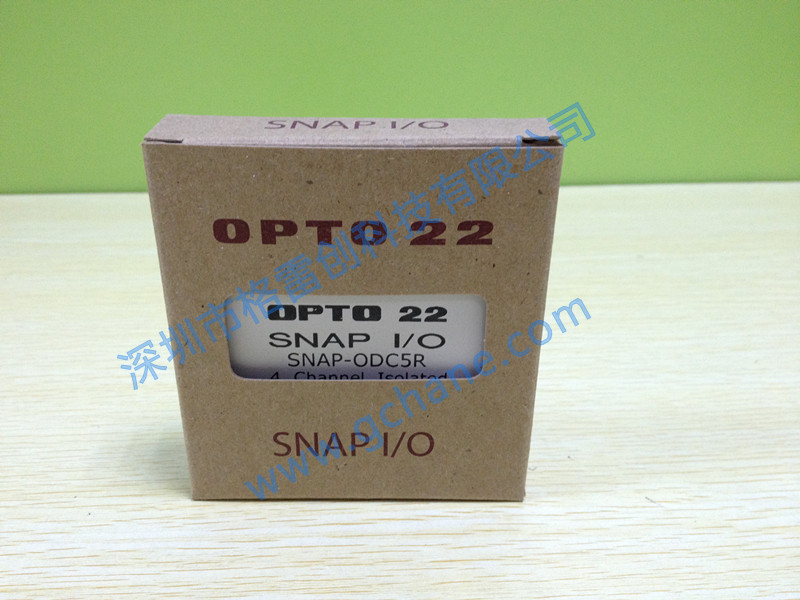 SNAP I/O
OPTO 22
OPTO 22
SNAP I/O
SNAP-ODC5R
4 Channel Isolated
SNAP I/O
深圳市格雷创科技有限公司
www.gchane.com